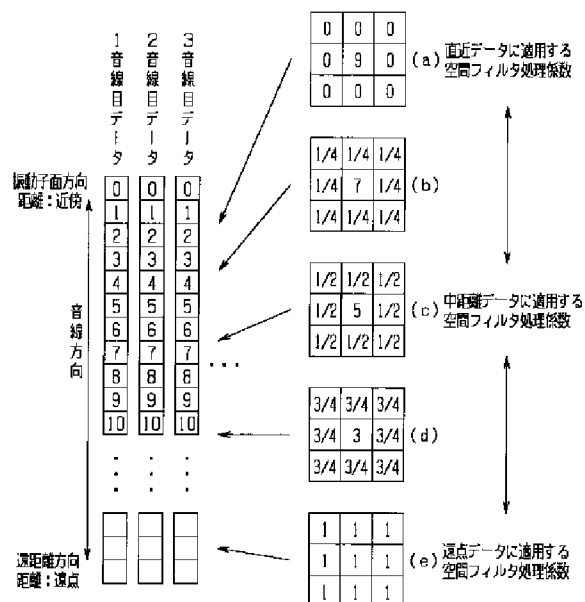 1音線目データ
2音線目データ
3音線目データ
振動子面方向
距離:近傍
音線方向
遠距離方向
距離:遠点
0 0 0
1 1 1
2 2 2
3 3 3
4 4 4
5 5 5
6 6 6
7 7 7
8 8 8
9 9 9
10 10 10
...
0 0 0
0 9 0
0 0 0
(a)
直近データに適用する
空間フィルタ処理係数
1/4 1/4 1/4
1/4 7 1/4
1/4 1/4 1/4
(b)
1/2 1/2 1/2
1/2 5 1/2
1/2 1/2 1/2
(c)
中距離データに適用する
空間フィルタ処理係数
3/4 3/4 3/4
3/4 3 3/4
3/4 3/4 3/4
(d)
1 1 1
1 1 1
1 1 1
(e)
遠点データに適用する
空間フィルタ処理係数